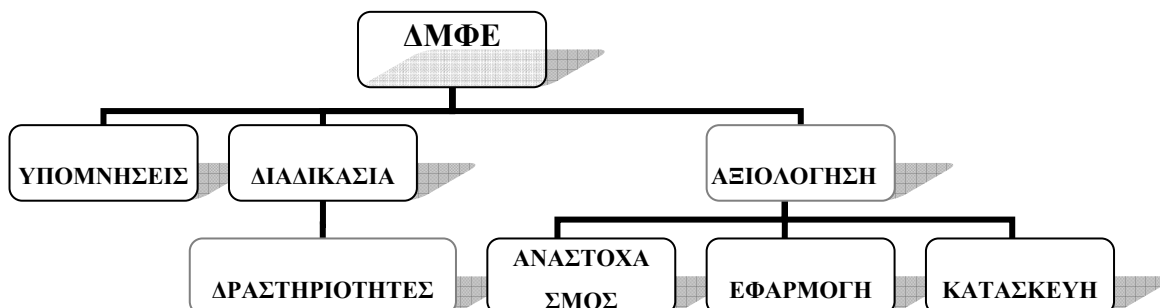 ΔΜΦΕ
ΥΠΟΜΝΗΣΕΙΣ
ΔΙΑΔΙΚΑΣΙΑ
ΑΞΙΟΛΟΓΗΣΗ
ΔΡΑΣΤΗΡΙΟΤΗΤΕΣ
ΑΝΑΣΤΟΧΑ
ΣΜΟΣ
ΕΦΑΡΜΟΓΗ
ΚΑΤΑΣΚΕΥΗ